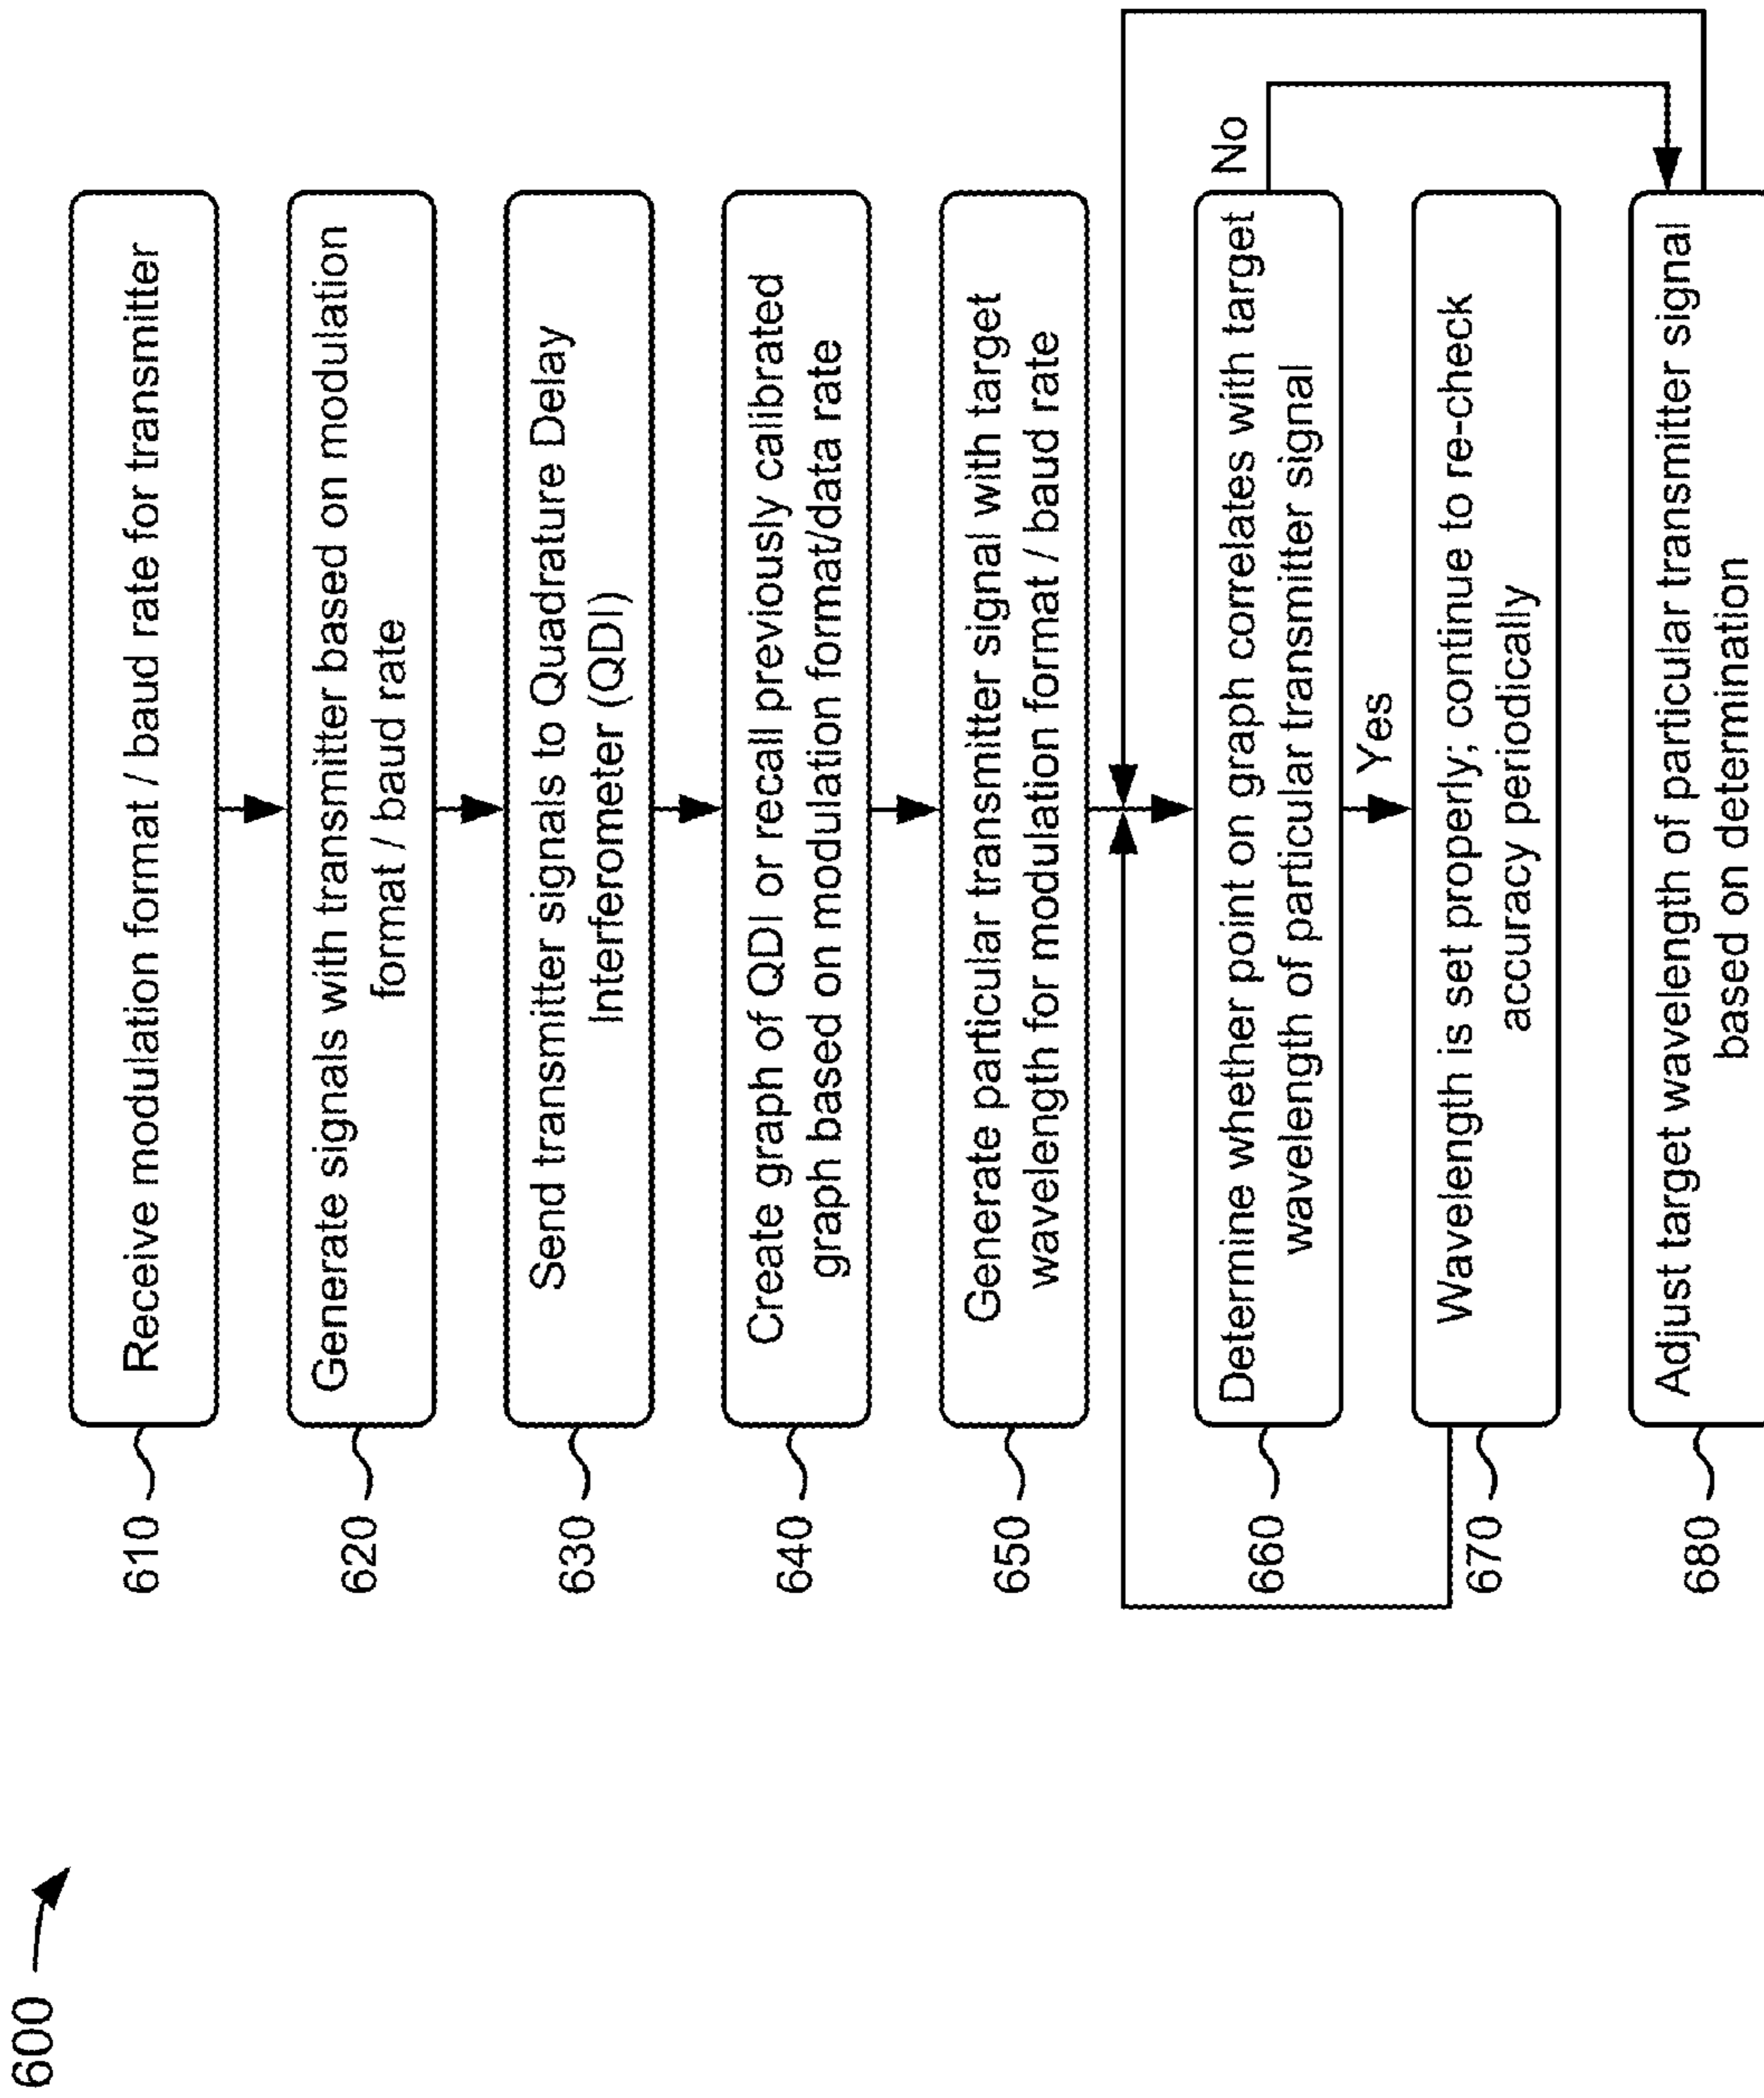 600
610
Receive modulation format / baud rate for transmitter
620
Generate signals with transmitter based on modulation
format / baud rate
630
Send transmitter signals to Quadrature Delay
Interferometer (QDI)
640
Create graph of QDI or recall previously calibrated
graph based on modulation format/data rate
650
Generate particular transmitter signal with target
wavelength for modulation format / baud rate
660
Determine whether point on graph correlates with target
wavelength of particular transmitter signal
No
Yes
670
Wavelength is set properly; continue to re-check
accuracy periodically
680
Adjust target wavelength of particular transmitter signal
based on determination